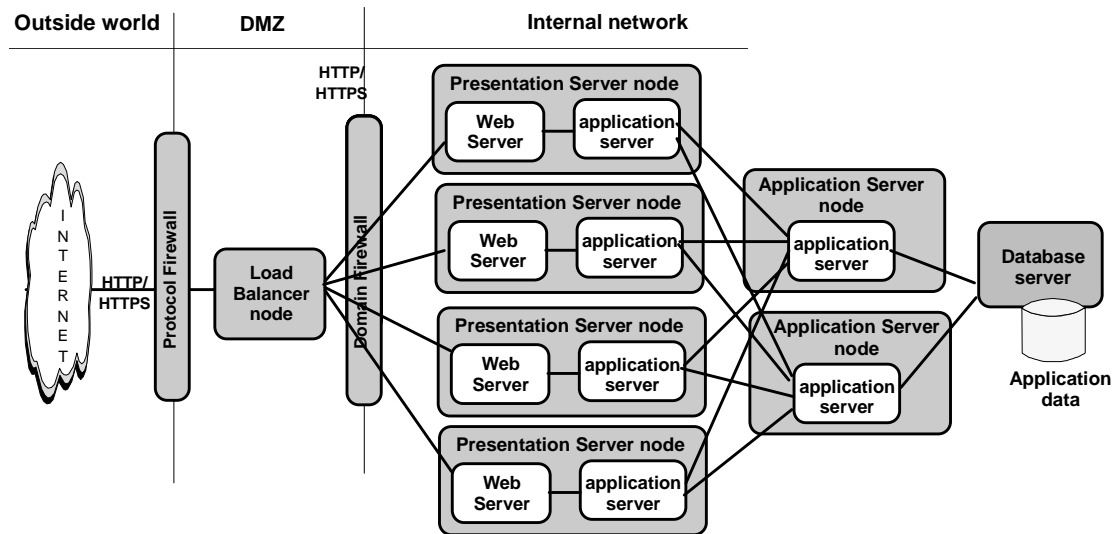 Outside world
DMZ
Internal network
HTTP/
HTTPS
INTERNET
HTTP/
HTTPS
Protocol Firewall
Load
Balancer
node
Domain Firewall
Presentation Server node
Web
Server
application
server
Presentation Server node
Web
Server
application
server
Presentation Server node
Web
Server
application
server
Presentation Server node
Web
Server
application
server
Application Server
node
application
server
Application Server
node
application
server
Database
server
Application
data